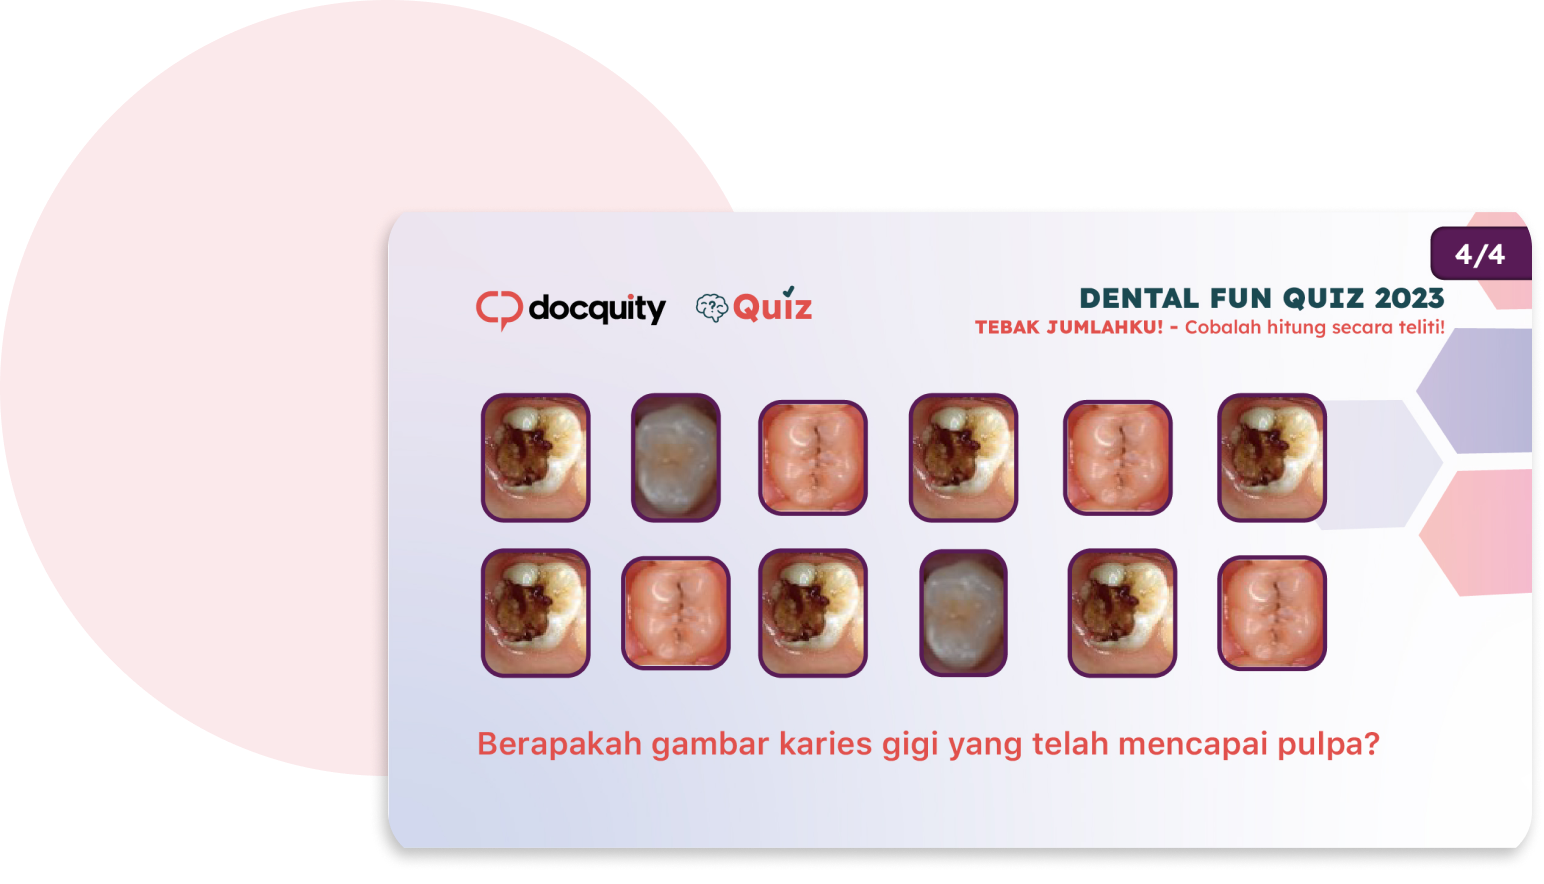 4/4
docquity
Quiz
DENTAL FUN QUIZ 2023
TEBAK JUMLAHKU! - Cobalah hitung secara teliti!
Berapakah gambar karies gigi yang telah mencapai pulpa?